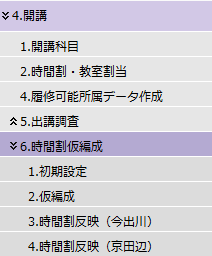 4.開講
1.開講科目
2.時間割・教室割当
4.履修可能所属データ作成
5.出講調査
6.時間割仮編成
1.初期設定
2.仮編成
3.時間割反映（今出川）
4.時間割反映（京田辺）